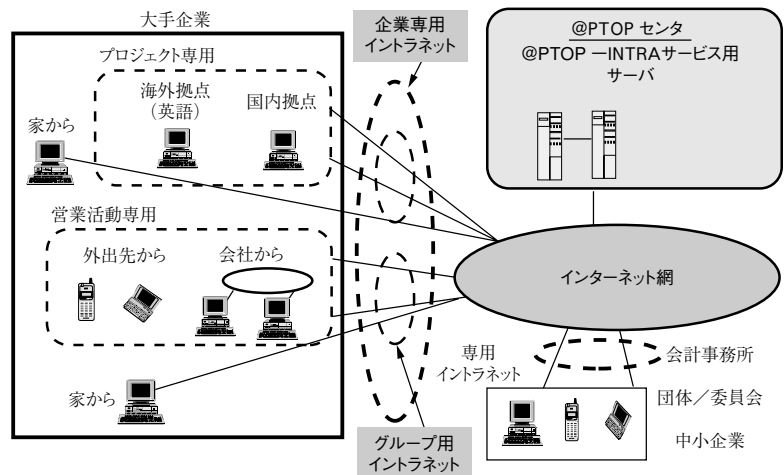 大手企業
プロジェクト専用
海外拠点
（英語）
国内拠点
家から
営業活動専用
外出先から
会社から
家から
企業専用
イントラネット
グループ用
イントラネット
@PTOP センタ
@PTOP －INTRAサービス用
サーバ
インターネット網
専用
イントラネット
会計事務所
団体／委員会
中小企業